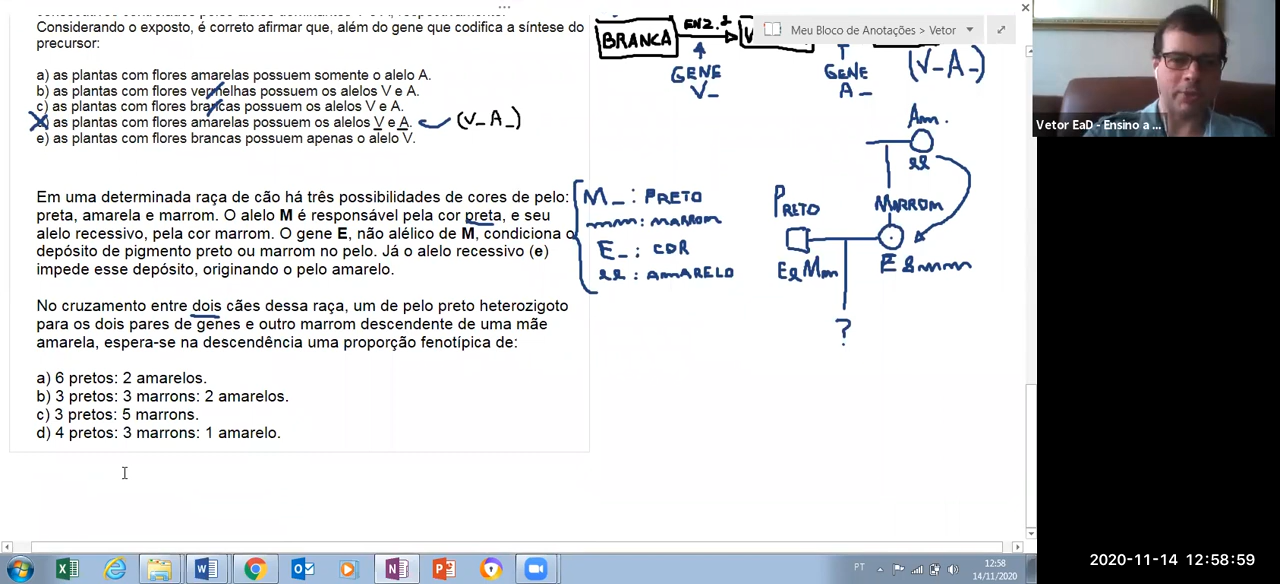 Considerando o exposto, é correto afirmar que, além do gene que codifica a síntese do
precursor:
a) as plantas com flores amarelas possuem somente o alelo A.
b) as plantas com flores vermelhas possuem os alelos V e A.
c) as plantas com flores brancas possuem os alelos V e A.
d) as plantas com flores amarelas possuem os alelos V e A. (V_A_)
e) as plantas com flores brancas possuem apenas o alelo V.
Em uma determinada raça de cão há três possibilidades de cores de pelo:
preta, amarela e marrom. O alelo M é responsável pela cor preta, e seu
alelo recessivo, pela cor marrom. O gene E, não alélico de M, condiciona o
depósito de pigmento preto ou marrom no pelo. Já o alelo recessivo (e)
impede esse depósito, originando o pelo amarelo.
No cruzamento entre dois cães dessa raça, um de pelo preto heterozigoto
para os dois pares de genes e outro marrom descendente de uma mãe
amarela, espera-se na descendência uma proporção fenotípica de:
a) 6 pretos: 2 amarelos.
b) 3 pretos: 3 marrons: 2 amarelos.
c) 3 pretos: 5 marrons.
d) 4 pretos: 3 marrons: 1 amarelo.
BRANCA
ENZ. 2
GENE
V_
GENE
A_
(V_A_)
M_: PRETO
mm: MARROM
E_: COR
ee: AMARELO
Am.
ee
MARROM
PRETO
Ee Mm
E e mm
?
Meu Bloco de Anotações > Vetor
Vetor EaD - Ensino a ...
2020-11-14 12:58:59
PT
12:58
14/11/2020